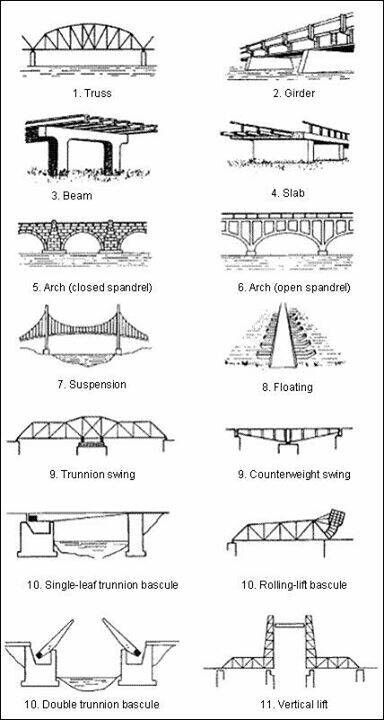 1. Truss
2. Girder
3. Beam
4. Slab
5. Arch (closed spandrel)
6. Arch (open spandrel)
7. Suspension
8. Floating
9. Trunnion swing
9. Counterweight swing
10. Single-leaf trunnion bascule
10. Rolling-lift bascule
10. Double trunnion bascule
11. Vertical lift